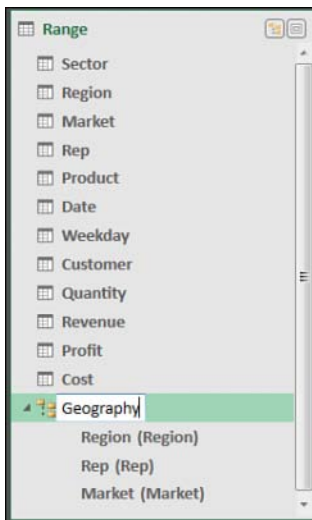 Range
Sector
Region
Market
Rep
Product
Date
Weekday
Customer
Quantity
Revenue
Profit
Cost
Geography
Region (Region)
Rep (Rep)
Market (Market)